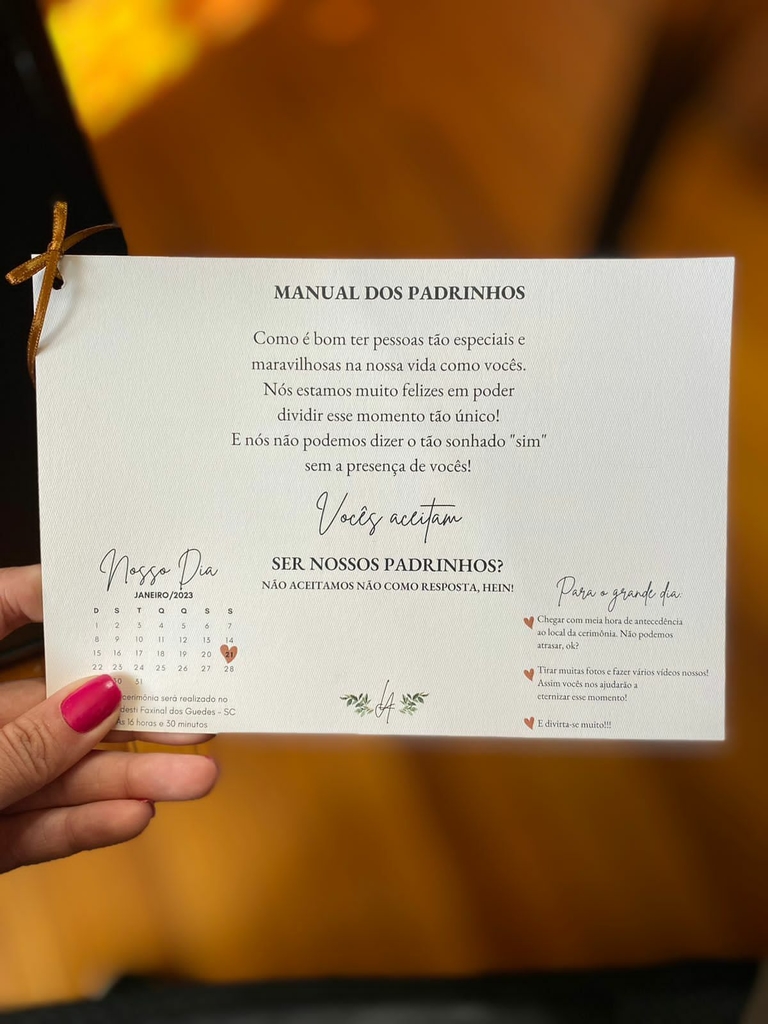 MANUAL DOS PADRINHOS
Como é bom ter pessoas tão especiais e
maravilhosas na nossa vida como vocês.
Nós estamos muito felizes em poder
dividir esse momento tão único!
E nós não podemos dizer o tão sonhado "sim"
sem a presença de vocês!
Vocês aceitam
SER NOSSOS PADRINHOS?
NÃO ACEITAMOS NÃO COMO RESPOSTA, HEIN!
Nosso Dia
JANEIRO/2023
D S T Q Q S S
1 2 3 4 5 6 7
8 9 10 11 12 13 14
15 16 17 18 19 20 21
22 23 24 25 26 27 28
30 31
cerimônia será realizado no
Faxinal dos Guedes - SC
Às 16 horas e 30 minutos
LA
Para o grande dia:
Chegar com meia hora de antecedência
ao local da cerimônia. Não podemos
atrasar, ok?
Tirar muitas fotos e fazer vários vídeos nossos!
Assim vocês nos ajudarão a
eternizar esse momento!
E divirta-se muito!!!